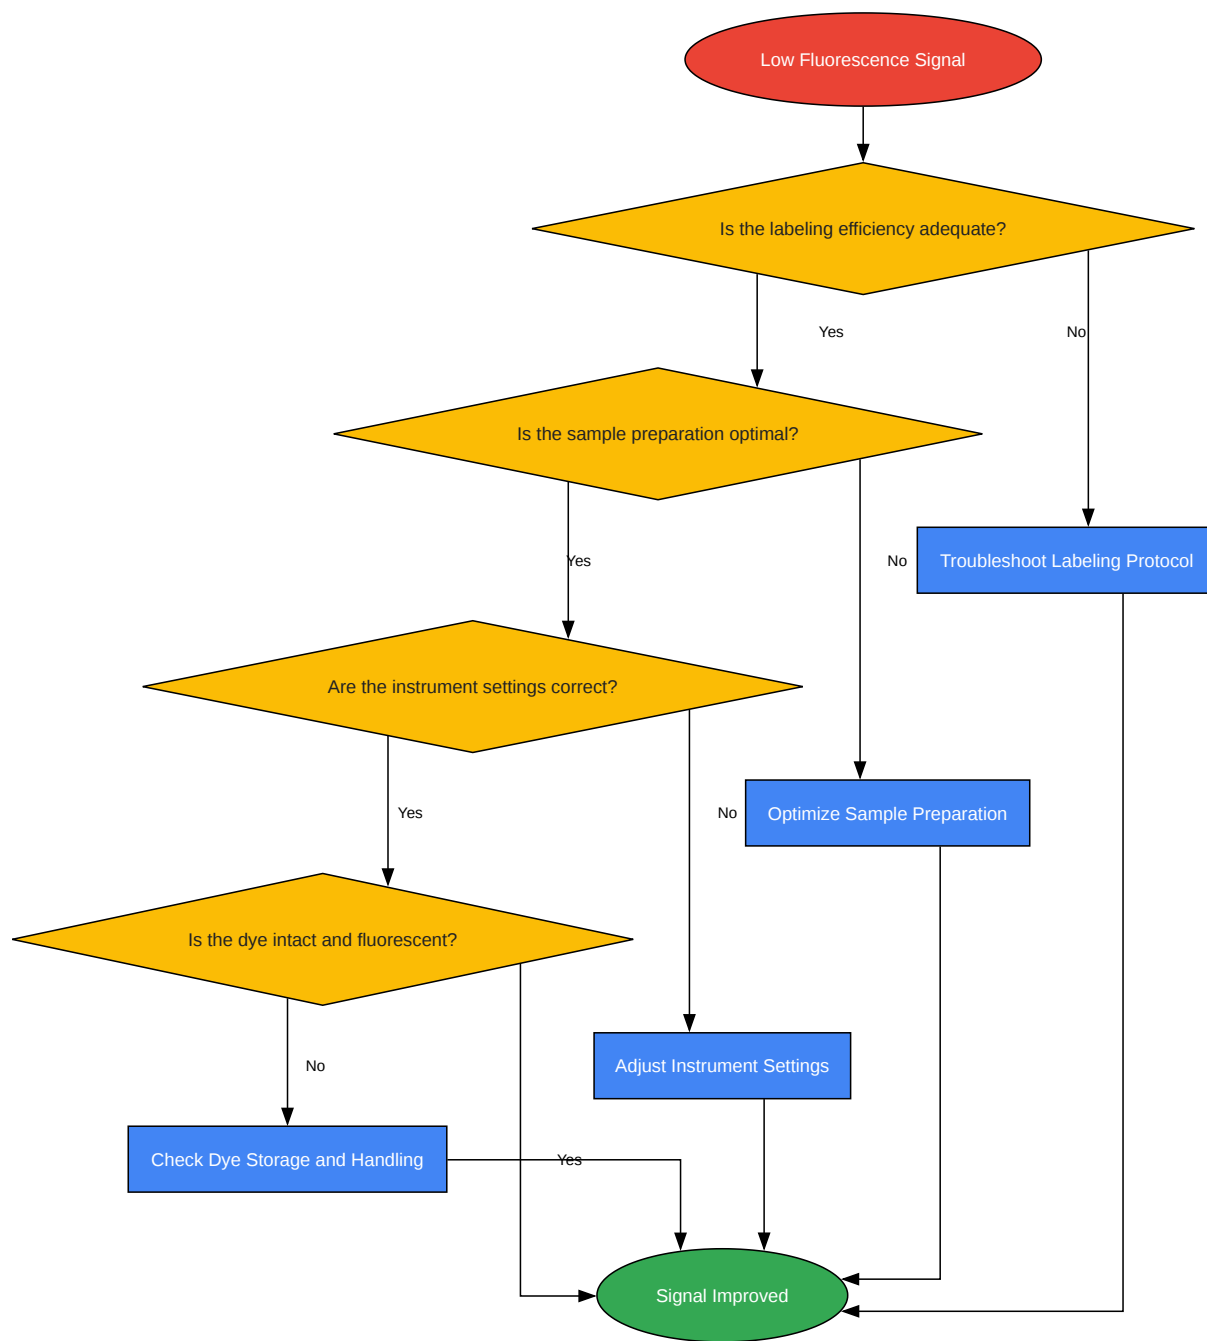 Low Fluorescence Signal
Is the labeling efficiency adequate?
Yes
No
Is the sample preparation optimal?
Yes
No
Troubleshoot Labeling Protocol
Are the instrument settings correct?
Yes
No
Optimize Sample Preparation
Is the dye intact and fluorescent?
No
Adjust Instrument Settings
Check Dye Storage and Handling
Yes
Signal Improved